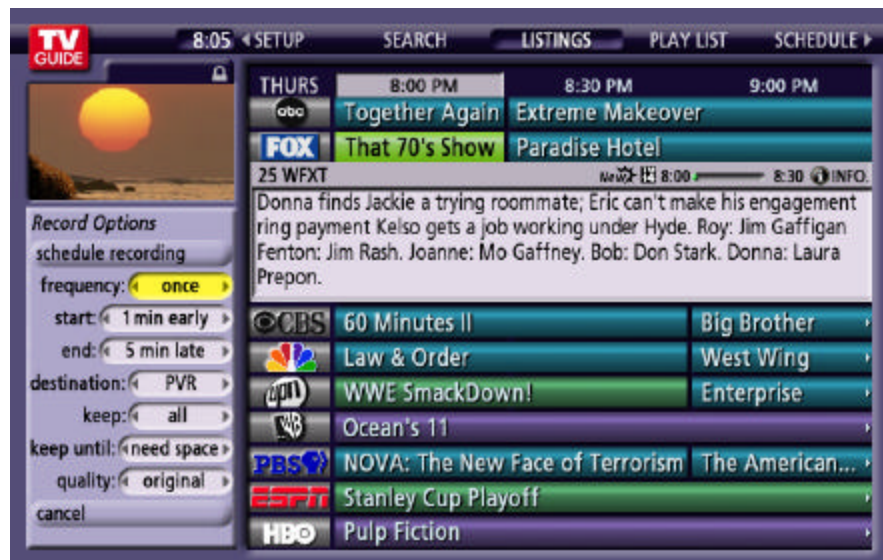 TV GUIDE
8:05 SETUP SEARCH LISTINGS PLAY LIST SCHEDULE
THURS 8:00 PM 8:30 PM 9:00 PM
abc Together Again Extreme Makeover
FOX That 70's Show Paradise Hotel
25 WFXT New 8:00 8:30 INFO.
Donna finds Jackie a trying roommate; Eric can't make his engagement
ring payment Kelso gets a job working under Hyde. Roy: Jim Gaffigan
Fenton: Jim Rash. Joanne: Mo Gaffney. Bob: Don Stark. Donna: Laura
Prepon.
CBS 60 Minutes II Big Brother
Law & Order West Wing
upn WWE SmackDown! Enterprise
WB Ocean's 11
PBS NOVA: The New Face of Terrorism The American...
ESPN Stanley Cup Playoff
HBO Pulp Fiction
Record Options
schedule recording
frequency: once
start: 1 min early
end: 5 min late
destination: PVR
keep: all
keep until: need space
quality: original
cancel